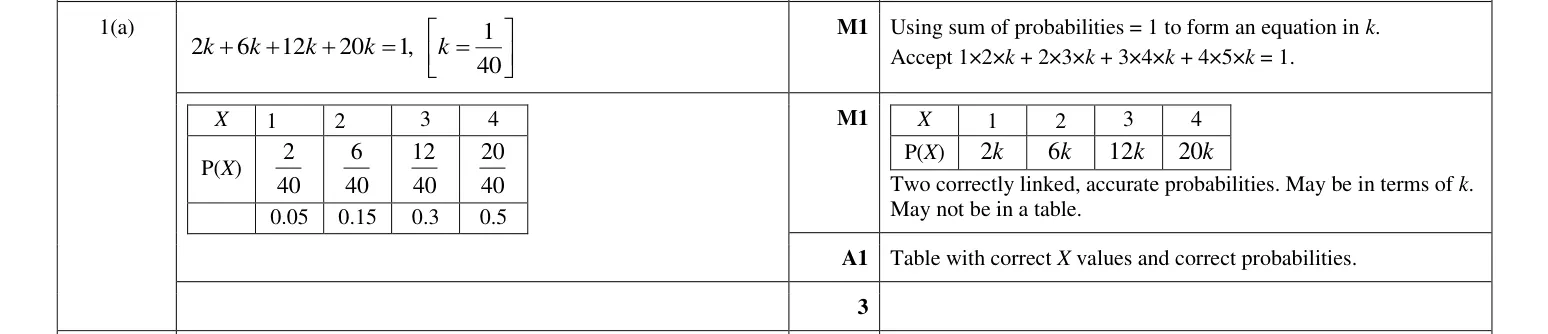 1(a)
2k + 6k + 12k + 20k = 1, [k = 1/40]
M1
Using sum of probabilities = 1 to form an equation in k.
Accept 1×2×k + 2×3×k + 3×4×k + 4×5×k = 1.
X 1 2 3 4
P(X) 2/40 6/40 12/40 20/40
0.05 0.15 0.3 0.5
M1
X 1 2 3 4
P(X) 2k 6k 12k 20k
Two correctly linked, accurate probabilities. May be in terms of k.
May not be in a table.
A1
Table with correct X values and correct probabilities.
3